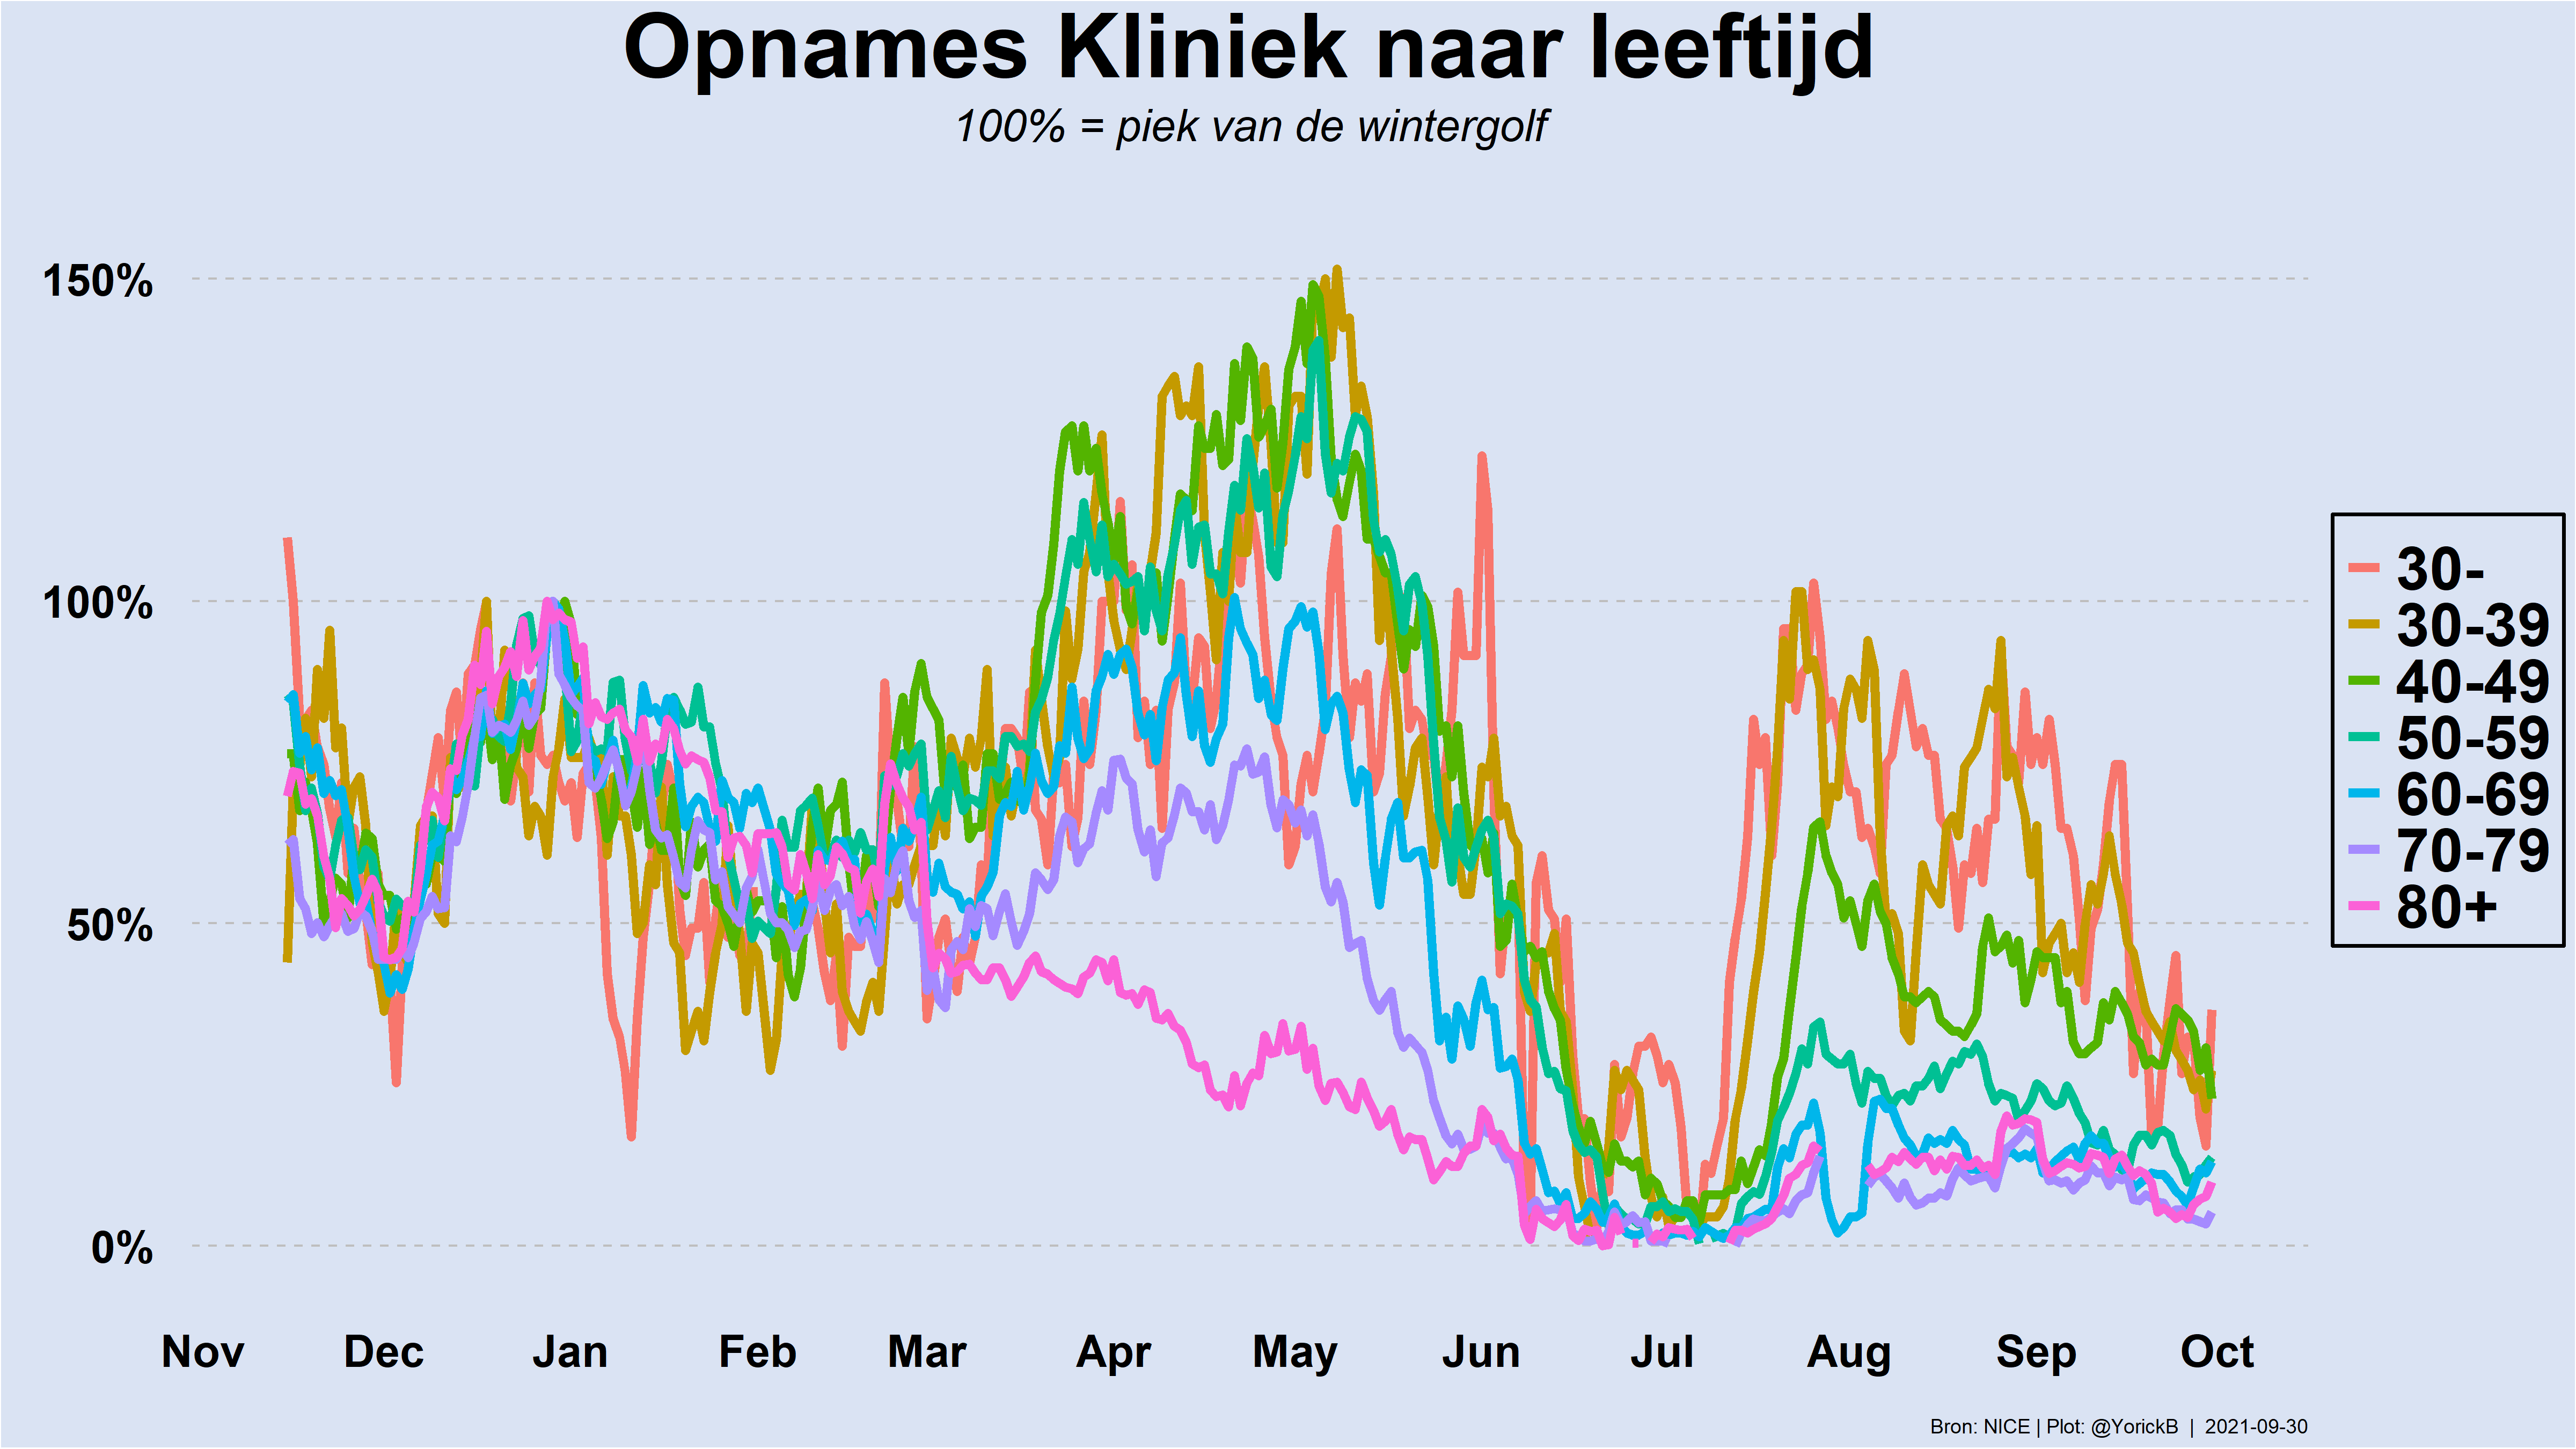 Opnames Kliniek naar leeftijd
100% = piek van de wintergolf
150%
100%
50%
0%
30-
30-39
40-49
50-59
60-69
70-79
80+
Nov Dec Jan Feb Mar Apr May Jun Jul Aug Sep Oct
Bron: NICE | Plot: @YorickB | 2021-09-30